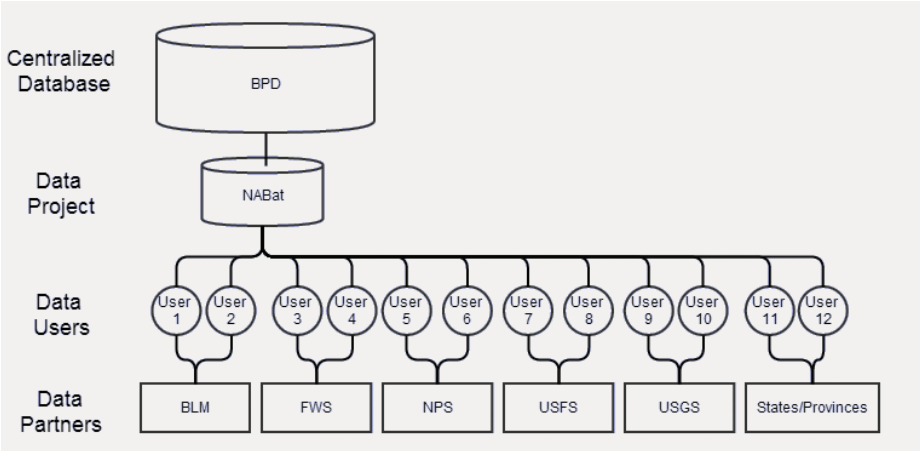 Centralized
Database
BPD
Data
Project
NABat
Data
Users
User
1
User
2
User
3
User
4
User
5
User
6
User
7
User
8
User
9
User
10
User
11
User
12
Data
Partners
BLM
FWS
NPS
USFS
USGS
States/Provinces